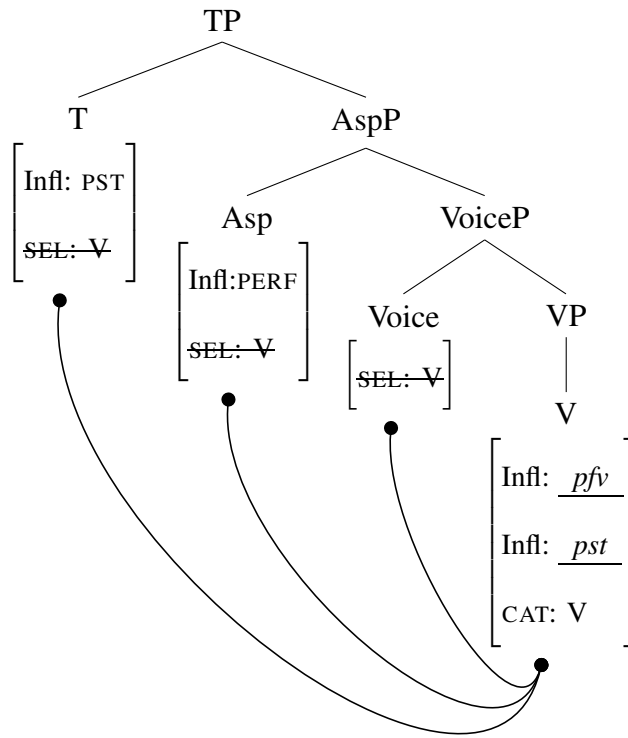 TP
T
AspP
Infl: PST
SEL: V
Asp
VoiceP
Infl:PERF
SEL: V
Voice
VP
SEL: V
V
Infl: pfv
Infl: pst
CAT: V